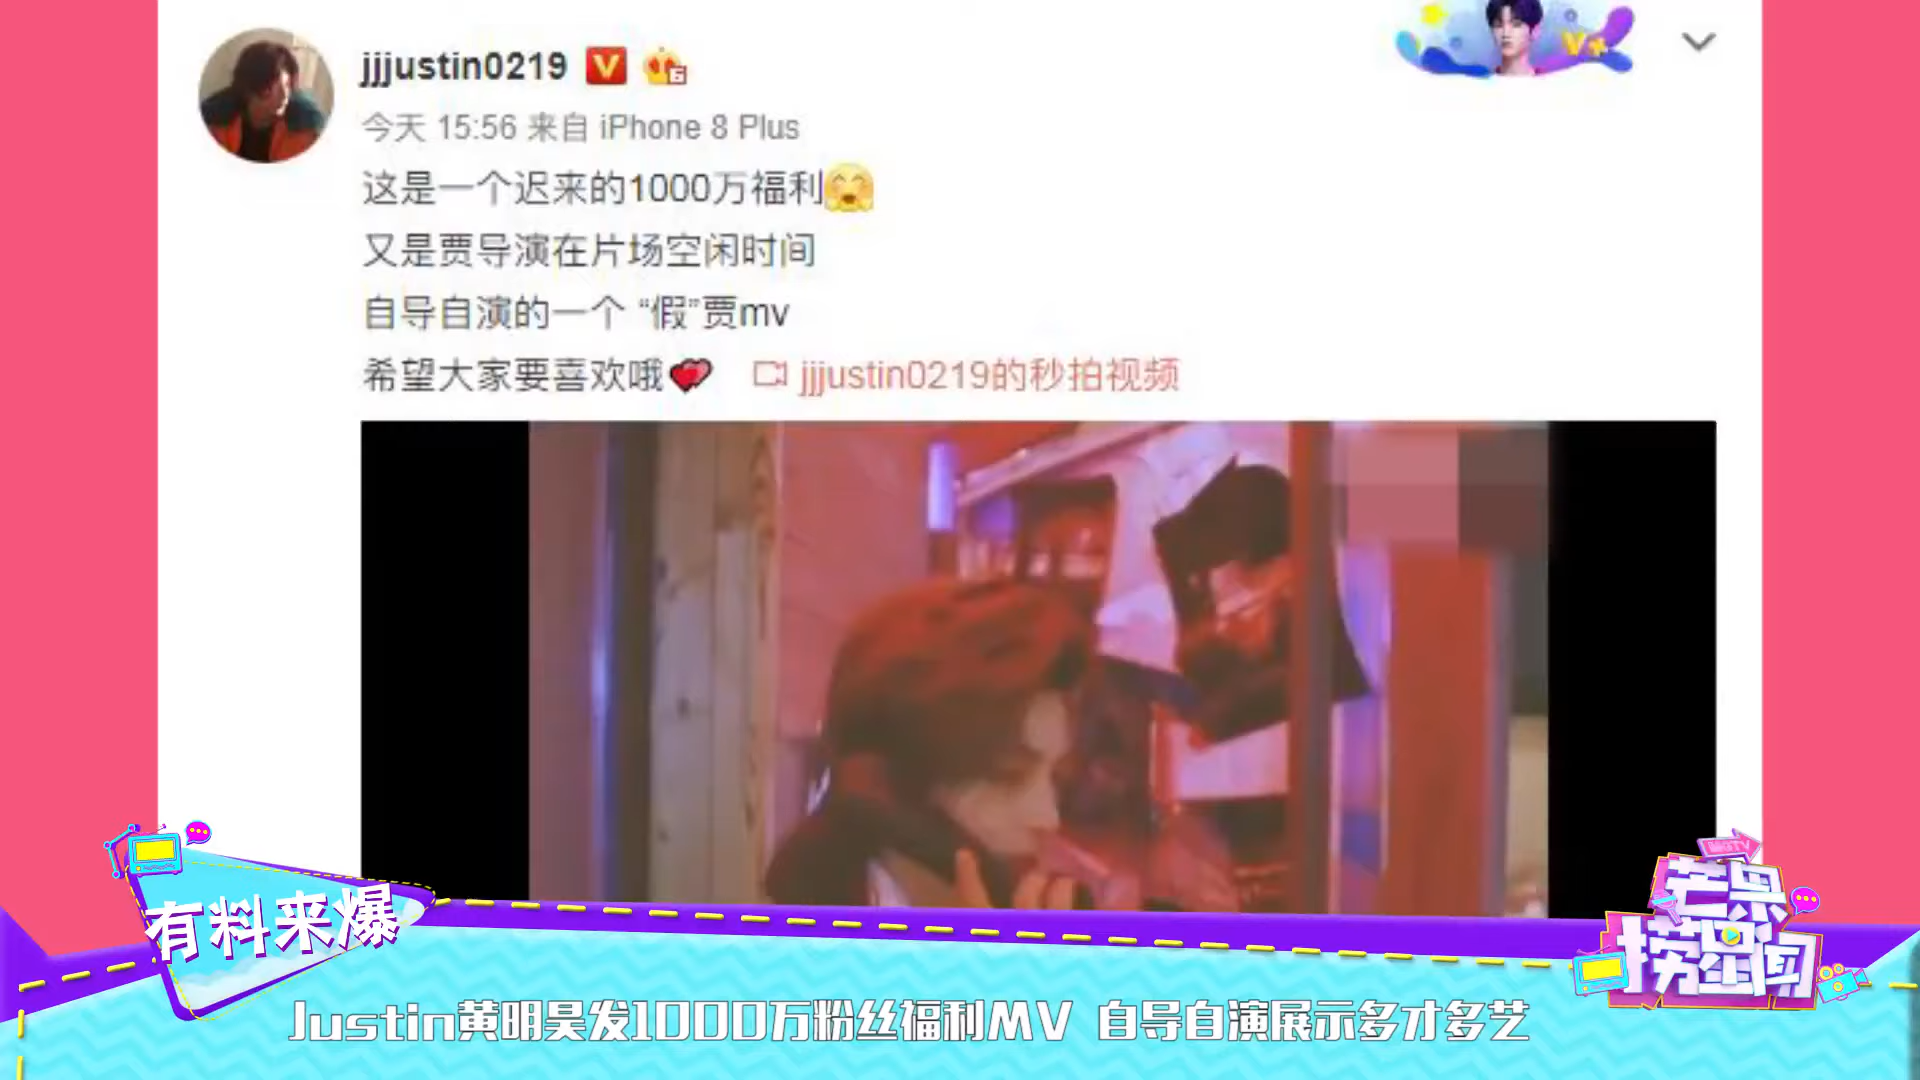 jjjustin0219
今天 15:56 来自 iPhone 8 Plus
这是一个迟来的1000万福利
又是贾导演在片场空闲时间
自导自演的一个 “假”贾mv
希望大家要喜欢哦 jjjustin0219的秒拍视频
有料来爆
芒果
捞星闻
Justin黄明昊发1000万粉丝福利MV 自导自演展示多才多艺